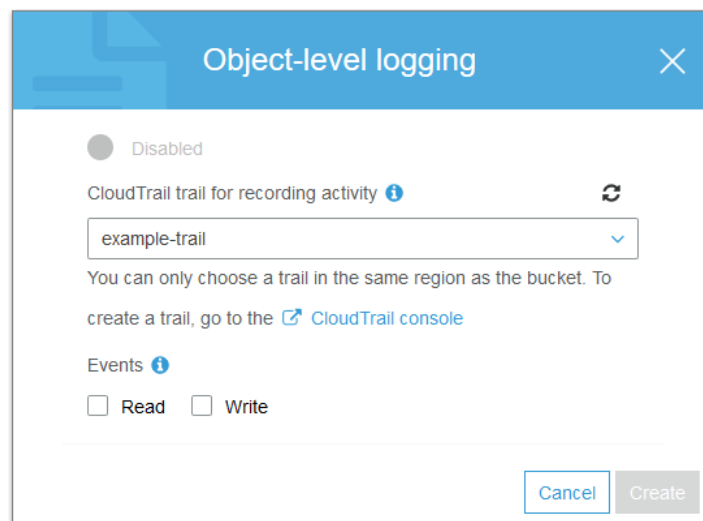 Object-level logging
Disabled
CloudTrail trail for recording activity
example-trail
You can only choose a trail in the same region as the bucket. To
create a trail, go to the CloudTrail console
Events
Read Write
Cancel Create